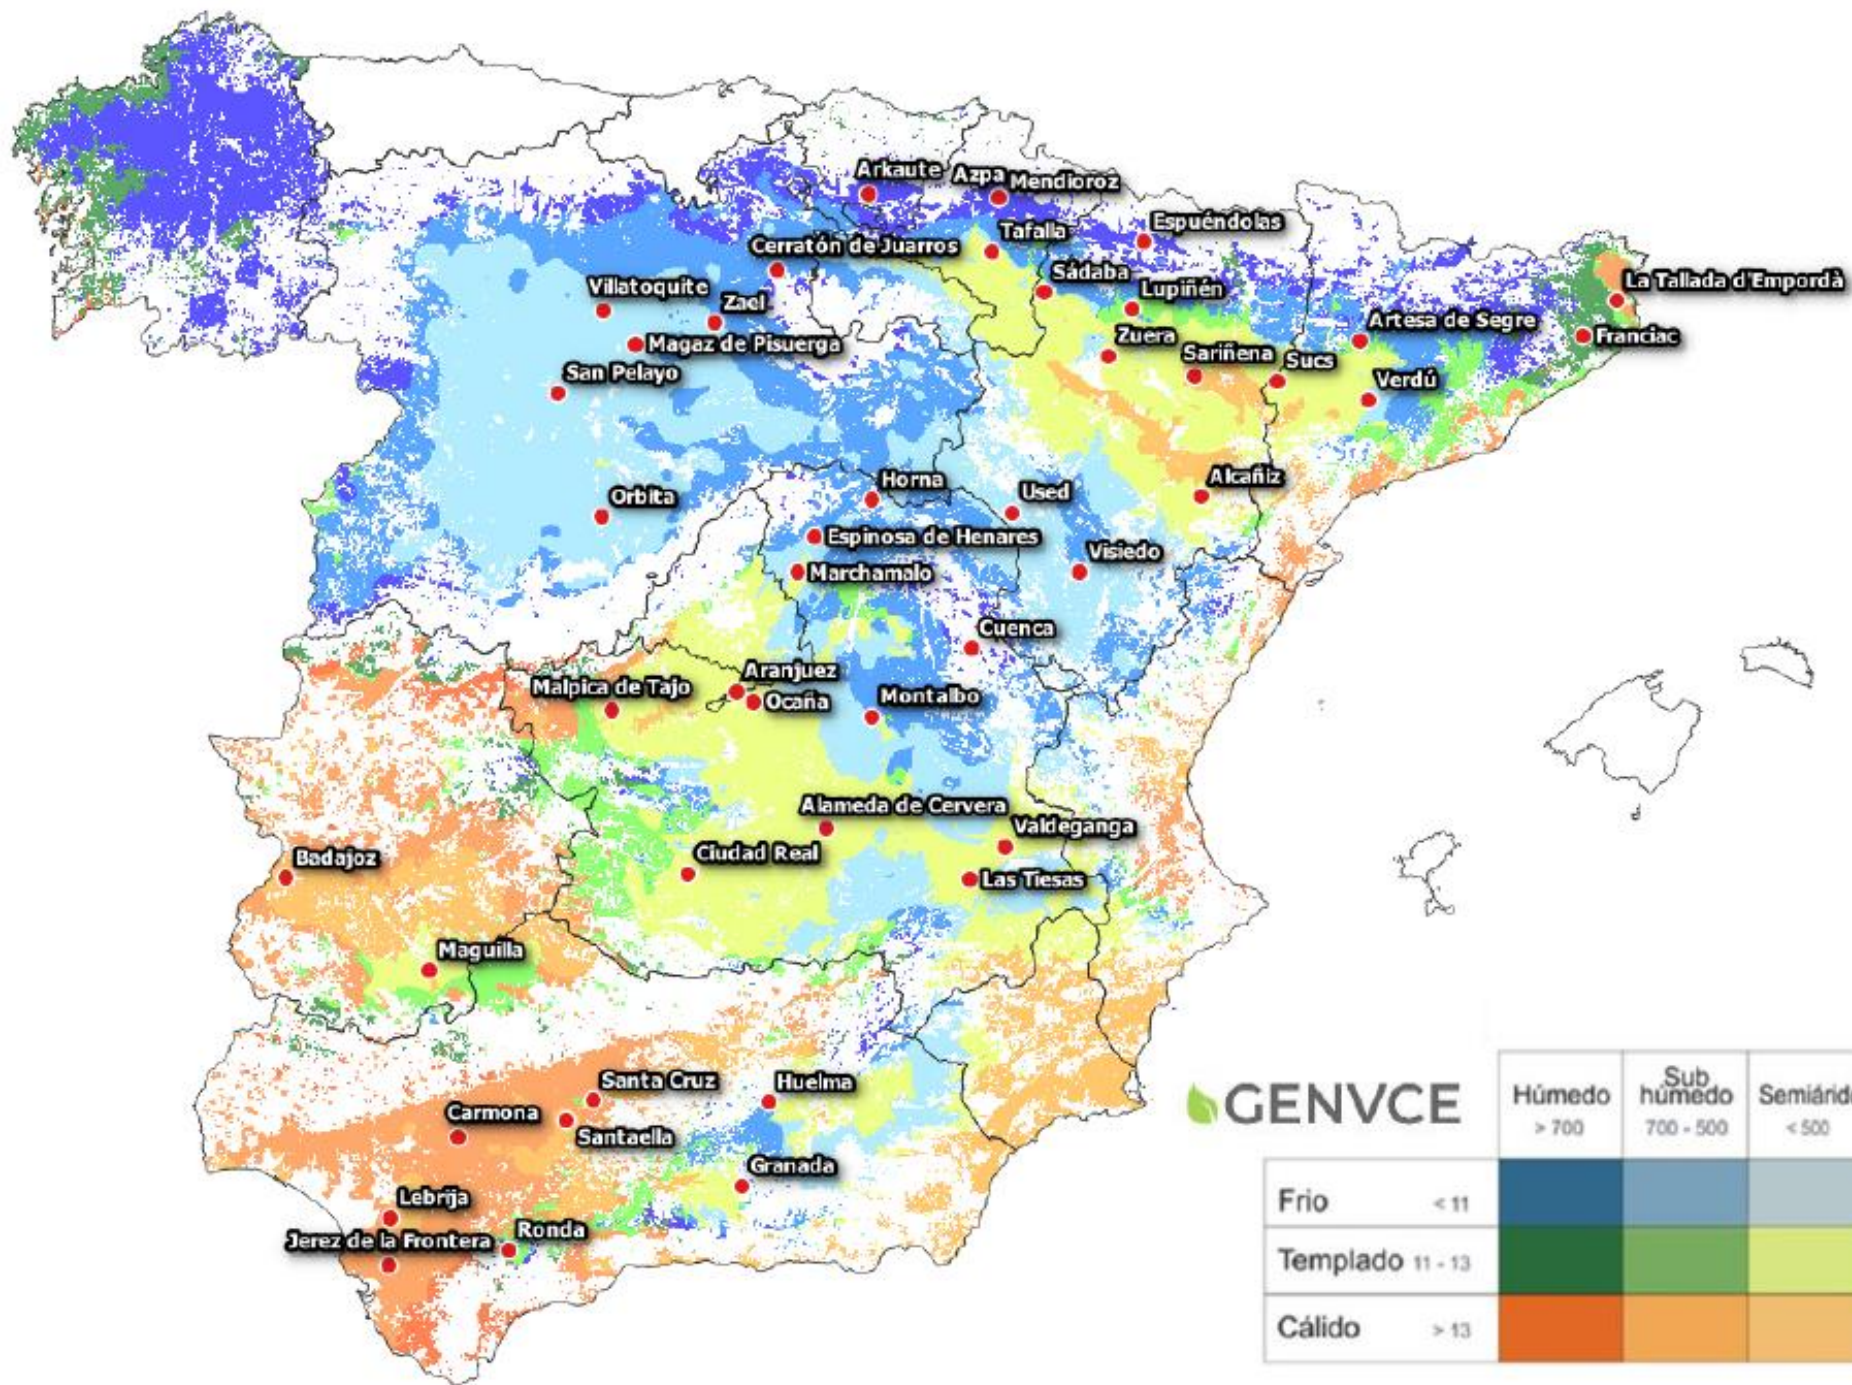 Arkaute
Azpa
Mendioroz
Espuéndolas
Tafalla
Cerratón de Juarros
Sádaba
Lupiñén
La Tallada d'Empordà
Villatoquite
Zael
Artesa de Segre
Franciac
Magaz de Pisuerga
Zuera
Sariñena
Sucs
San Pelayo
Verdú
Alcañiz
Horna
Used
Orbita
Espinosa de Henares
Visiedo
Marchamalo
Cuenca
Aranjuez
Malpica de Tajo
Ocaña
Montalbo
Alameda de Cervera
Valdeganga
Ciudad Real
Badajoz
Las Tiesas
Maguilla
Santa Cruz
Huelma
Carmona
Santaella
Granada
Lebrija
Ronda
Jerez de la Frontera
GENVCE
Húmedo
> 700
Sub
húmedo
700 - 500
Semiárid
< 500
Frio < 11
Templado 11 - 13
Cálido > 13